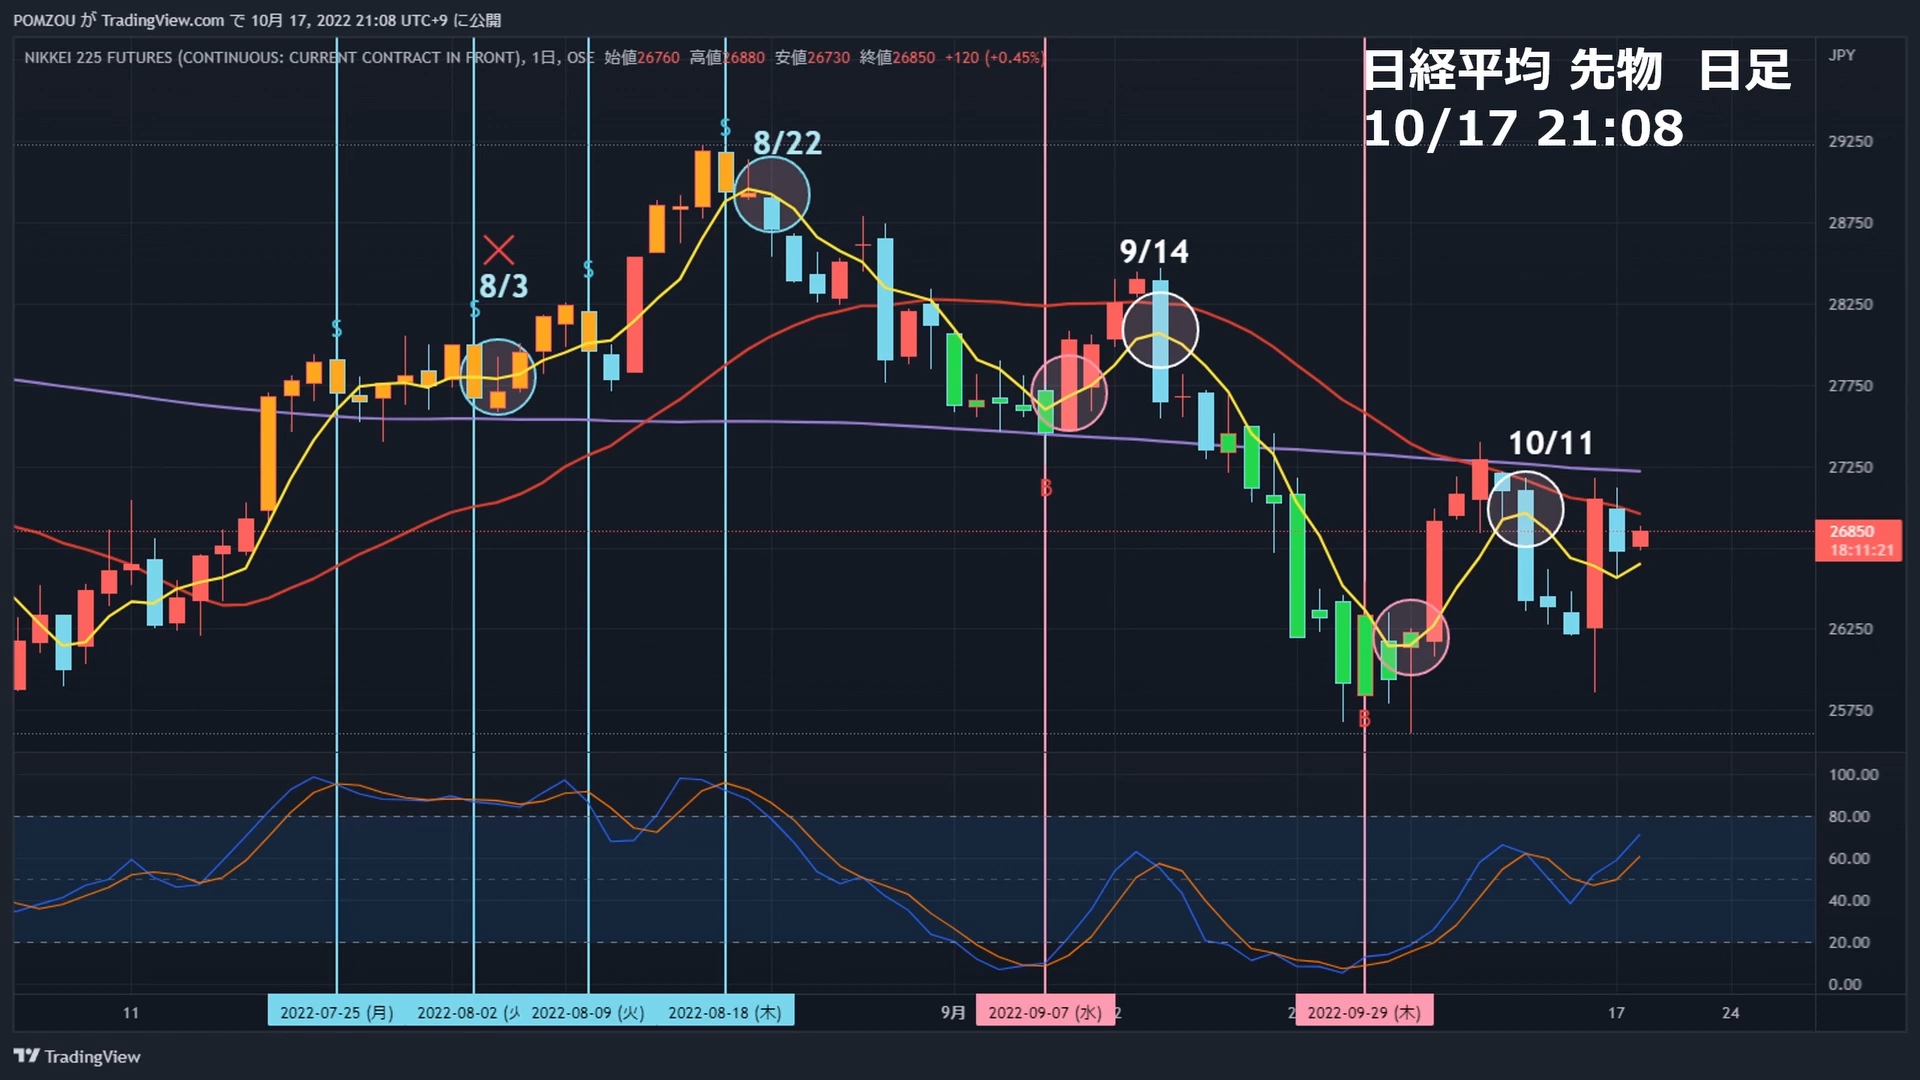 POMZOU が TradingView.com で 10月 17, 2022 21:08 UTC+9 に公開
NIKKEI 225 FUTURES (CONTINUOUS: CURRENT CONTRACT IN FRONT), 1日, OSE 始値26760 高値26880 安値26730 終値26850 +120 (+0.45%)
日経平均 先物 日足
10/17 21:08
JPY
29250
28750
28250
27750
27250
26850
18:11:21
26250
25750
S
8/22
8/3
S
S
S
9/14
10/11
B
B
100.00
80.00
60.00
40.00
20.00
0.00
11
2022-07-25 (月)
2022-08-02 (
2022-08-09 (火)
2022-08-18 (木)
9月
2022-09-07 (水)
2
2
2022-09-29 (木)
17
24
TradingView